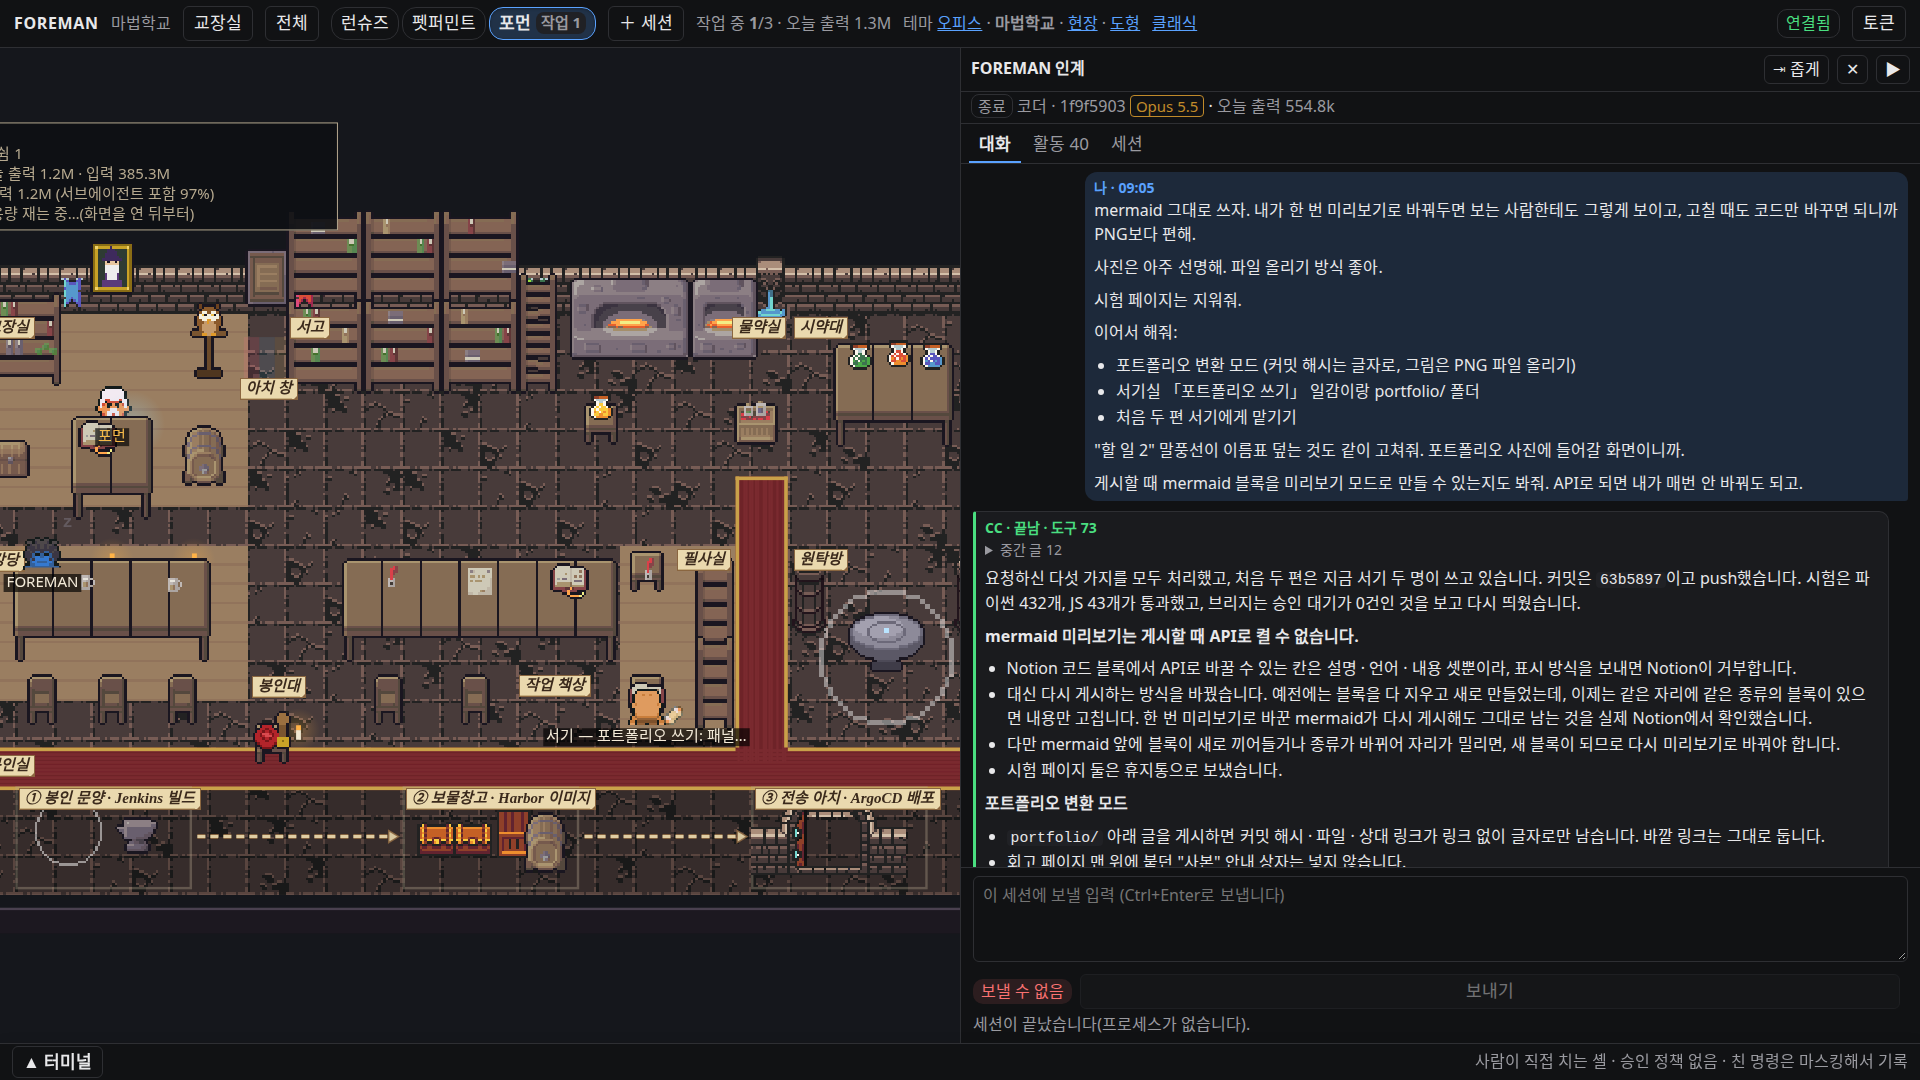 FOREMAN 마법학교 교장실 전체 런슈즈 펫퍼민트 포먼 작업 1 + 세션 작업 중 1/3 · 오늘 출력 1.3M 테마 오피스 · 마법학교 · 현장 · 도형 클래식 연결됨 토큰
쉼 1
출력 1.2M · 입력 385.3M
력 1.2M (서브에이전트 포함 97%)
량 재는 중…(화면을 연 뒤부터)
장실
서고
물약실
시약대
아치 창
포먼
z
강당
FOREMAN
필사실
원탁방
봉인대
작업 책상
서기 — 포트폴리오 쓰기: 패널…
인실
① 봉인 문양 · Jenkins 빌드
② 보물창고 · Harbor 이미지
③ 전송 아치 · ArgoCD 배포
FOREMAN 인계
⇥ 좁게 ✕ ▶
종료 코더 · 1f9f5903 Opus 5.5 · 오늘 출력 554.8k
대화 활동 40 세션
나 · 09:05
mermaid 그대로 쓰자. 내가 한 번 미리보기로 바꿔두면 보는 사람한테도 그렇게 보이고, 고칠 때도 코드만 바꾸면 되니까
PNG보다 편해.
사진은 아주 선명해. 파일 올리기 방식 좋아.
시험 페이지는 지워줘.
이어서 해줘:
• 포트폴리오 변환 모드 (커밋 해시는 글자로, 그림은 PNG 파일 올리기)
• 서기실 「포트폴리오 쓰기」 일감이랑 portfolio/ 폴더
• 처음 두 편 서기에게 맡기기
"할 일 2" 말풍선이 이름표 덮는 것도 같이 고쳐줘. 포트폴리오 사진에 들어갈 화면이니까.
게시할 때 mermaid 블록을 미리보기 모드로 만들 수 있는지도 봐줘. API로 되면 내가 매번 안 바꿔도 되고.
CC · 끝남 · 도구 73
▶ 중간 글 12
요청하신 다섯 가지를 모두 처리했고, 처음 두 편은 지금 서기 두 명이 쓰고 있습니다. 커밋은 63b5897 이고 push했습니다. 시험은 파
이썬 432개, JS 43개가 통과했고, 브리지는 승인 대기가 0건인 것을 보고 다시 띄웠습니다.
mermaid 미리보기는 게시할 때 API로 켤 수 없습니다.
• Notion 코드 블록에서 API로 바꿀 수 있는 칸은 설명 · 언어 · 내용 셋뿐이라, 표시 방식을 보내면 Notion이 거부합니다.
• 대신 다시 게시하는 방식을 바꿨습니다. 예전에는 블록을 다 지우고 새로 만들었는데, 이제는 같은 자리에 같은 종류의 블록이 있으
면 내용만 고칩니다. 한 번 미리보기로 바꾼 mermaid가 다시 게시해도 그대로 남는 것을 실제 Notion에서 확인했습니다.
• 다만 mermaid 앞에 블록이 새로 끼어들거나 종류가 바뀌어 자리가 밀리면, 새 블록이 되므로 다시 미리보기로 바꿔야 합니다.
• 시험 페이지 둘은 휴지통으로 보냈습니다.
포트폴리오 변환 모드
• portfolio/ 아래 글을 게시하면 커밋 해시 · 파일 · 상대 링크가 링크 없이 글자로만 남습니다. 바깥 링크는 그대로 둡니다.
• 회고 페이지 맨 위에 붙던 "사본" 안내 상자는 넣지 않습니다.
이 세션에 보낼 입력 (Ctrl+Enter로 보냅니다)
보낼 수 없음 보내기
세션이 끝났습니다(프로세스가 없습니다).
▲ 터미널 사람이 직접 치는 셸 · 승인 정책 없음 · 친 명령은 마스킹해서 기록